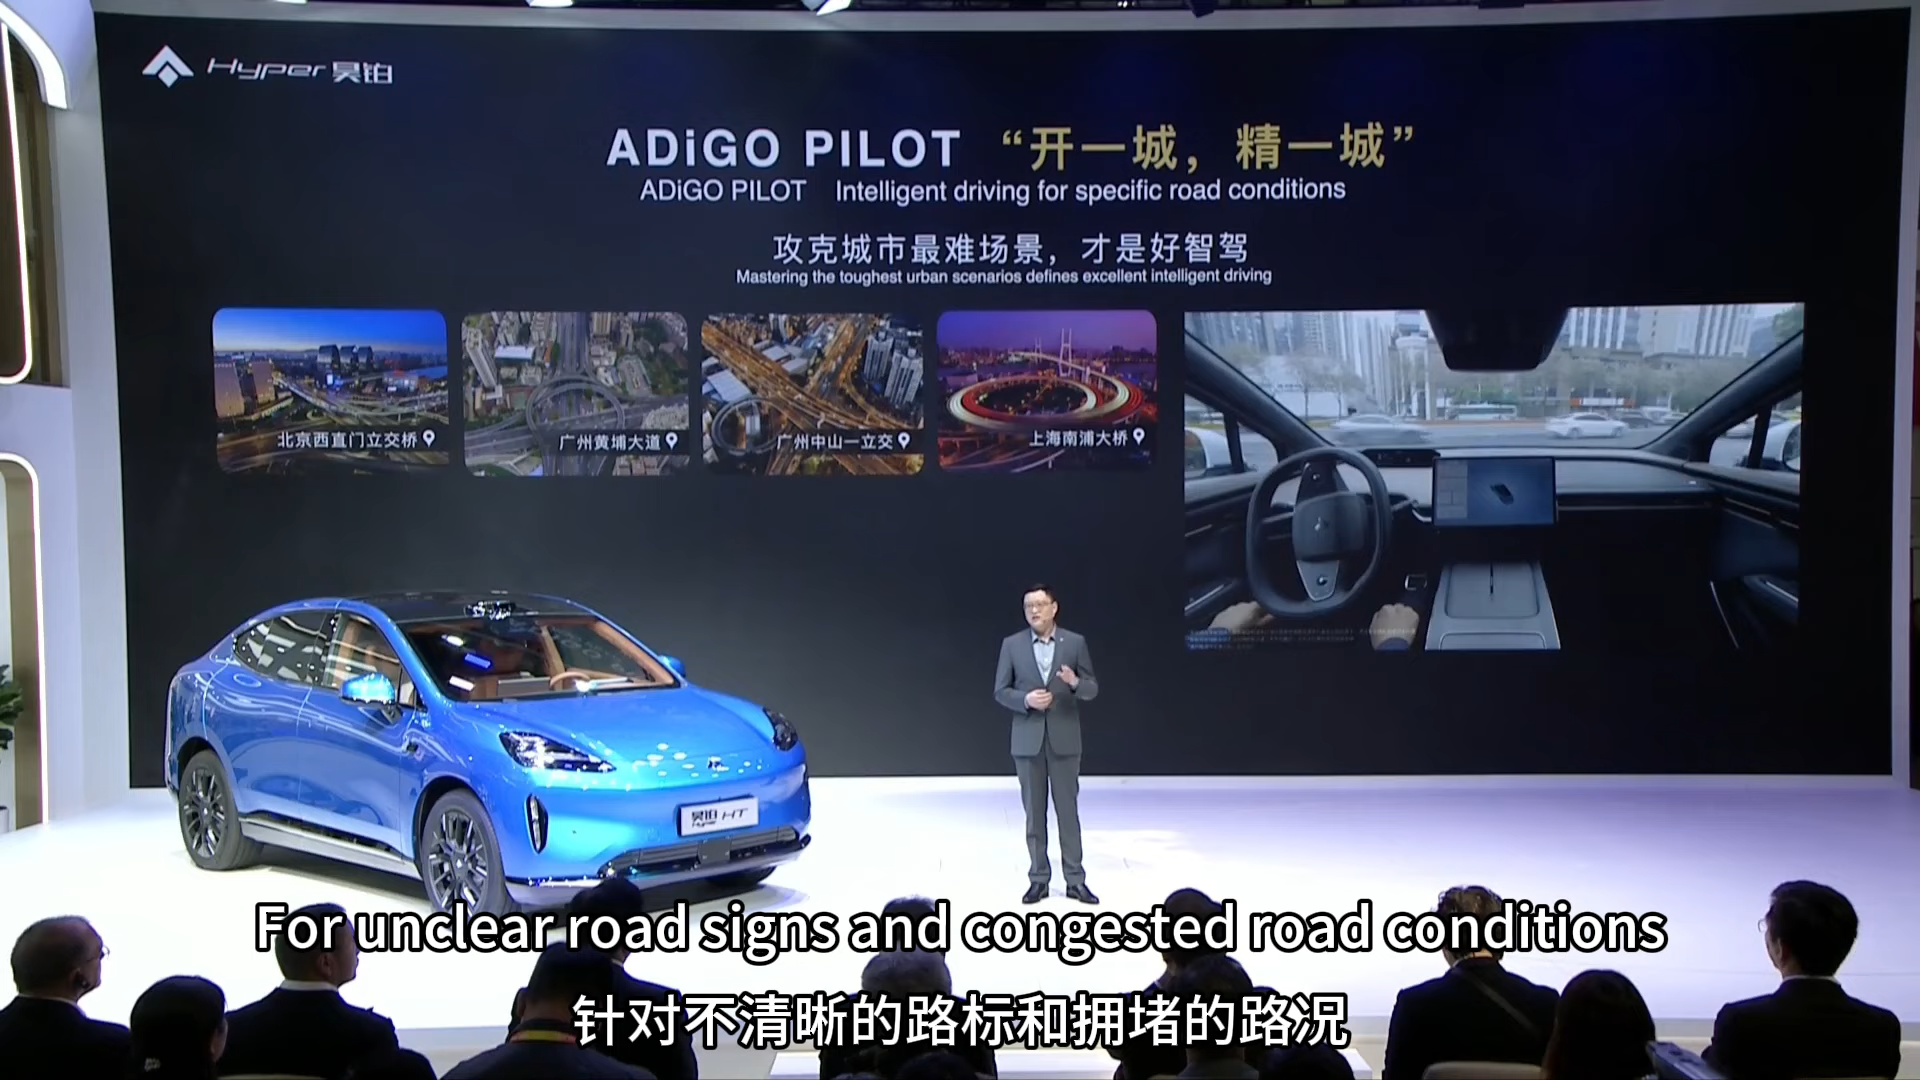 Hyper 昊铂
ADiGO PILOT “开一城，精一城”
ADiGO PILOT Intelligent driving for specific road conditions
攻克城市最难场景，才是好智驾
Mastering the toughest urban scenarios defines excellent intelligent driving
北京西直门立交桥
广州黄埔大道
广州中山一立交
上海南浦大桥
昊铂 Hyper HT
For unclear road signs and congested road conditions
针对不清晰的路标和拥堵的路况